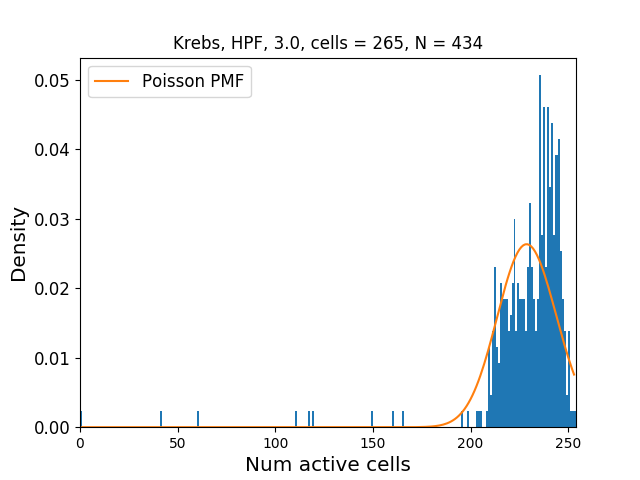 Krebs, HPF, 3.0, cells = 265, N = 434
Poisson PMF
Density
0.05
0.04
0.03
0.02
0.01
0.00
0 50 100 150 200 250
Num active cells